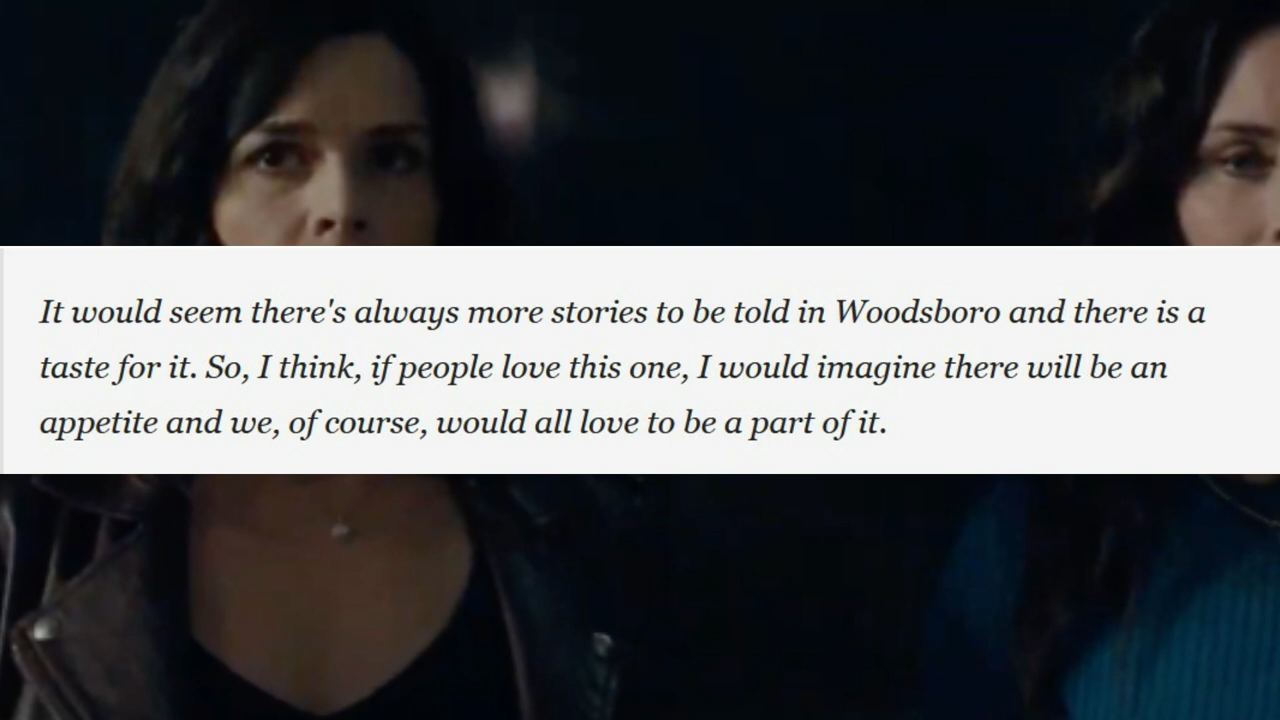 It would seem there's always more stories to be told in Woodsboro and there is a
taste for it. So, I think, if people love this one, I would imagine there will be an
appetite and we, of course, would all love to be a part of it.